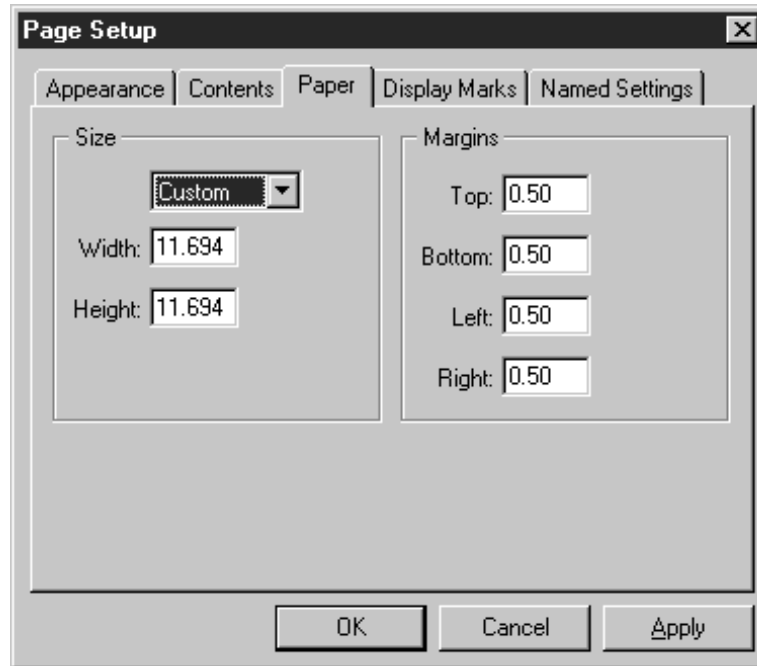 Page Setup
Appearance Contents Paper Display Marks Named Settings
Size
Custom
Width: 11.694
Height: 11.694
Margins
Top: 0.50
Bottom: 0.50
Left: 0.50
Right: 0.50
OK Cancel Apply